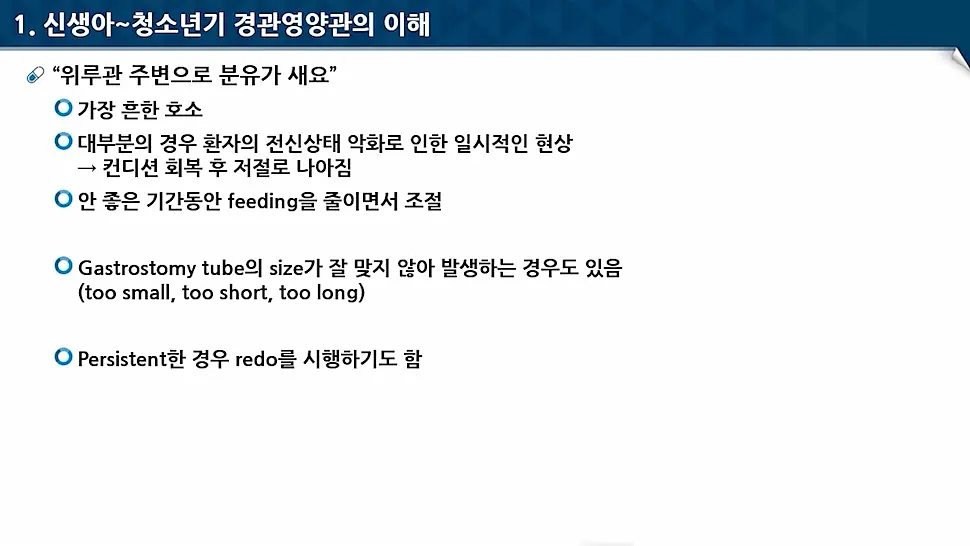 1. 신생아~청소년기 경관영양관의 이해
“위루관 주변으로 분유가 새요”
가장 흔한 호소
대부분의 경우 환자의 전신상태 악화로 인한 일시적인 현상
→ 컨디션 회복 후 저절로 나아짐
안 좋은 기간동안 feeding을 줄이면서 조절
Gastrostomy tube의 size가 잘 맞지 않아 발생하는 경우도 있음
(too small, too short, too long)
Persistent한 경우 redo를 시행하기도 함